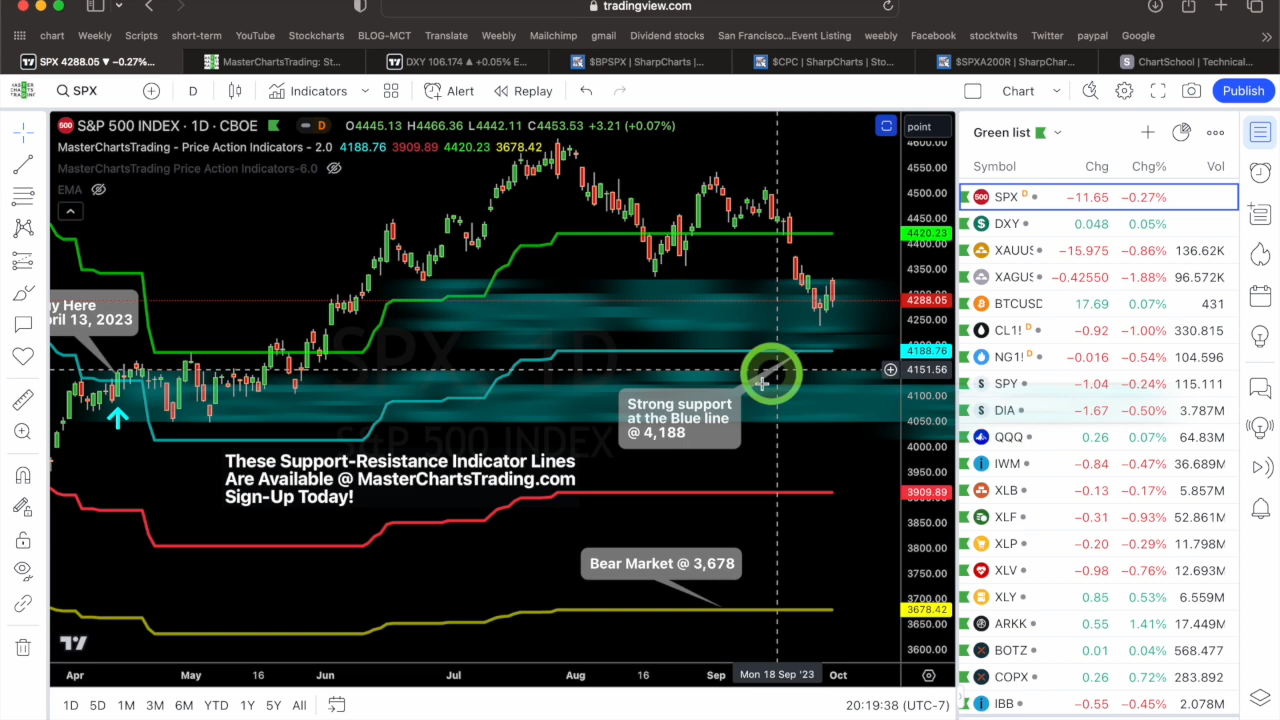 tradingview.com
chart Weekly Scripts short-term YouTube Stockcharts BLOG-MCT Translate Weebly Mailchimp gmail Dividend stocks San Francisco...Event Listing weebly Facebook stocktwits Twitter paypal Google
SPX 4288.05 ▼ −0.27%... MasterChartsTrading: St... DXY 106.174 ▲ +0.05% E... $BPSPX | SharpCharts |... $CPC | SharpCharts | Sto... $SPXA200R | SharpChar... ChartSchool | Technical...
SPX D Indicators Alert Replay Chart Publish
S&P 500 INDEX · 1D · CBOE D O4445.13 H4466.36 L4442.11 C4453.53 +3.21 (+0.07%)
MasterChartsTrading - Price Action Indicators - 2.0 4188.76 3909.89 4420.23 3678.42
MasterChartsTrading Price Action Indicators-6.0
EMA
point
4600.00
4550.00
4500.00
4450.00
4420.23
4400.00
4350.00
4300.00
4288.05
4250.00
4188.76
4151.56
4100.00
4050.00
4000.00
3950.00
3909.89
3900.00
3850.00
3800.00
3750.00
3700.00
3678.42
3650.00
3600.00
y Here
ril 13, 2023
Strong support
at the Blue line
@ 4,188
SPX, 1D
S&P 500 INDEX
These Support-Resistance Indicator Lines
Are Available @ MasterChartsTrading.com
Sign-Up Today!
Bear Market @ 3,678
Apr May 16 Jun Jul Aug 16 Sep Mon 18 Sep '23 Oct
1D 5D 1M 3M 6M YTD 1Y 5Y All 20:19:38 (UTC-7)
Green list
Symbol Chg Chg% Vol
SPX D −11.65 −0.27%
DXY 0.048 0.05%
XAUUS −15.975 −0.86% 136.62K
XAGUS −0.42550 −1.88% 96.572K
BTCUSD 17.69 0.07% 431
CL1! D −0.92 −1.00% 330.815
NG1! D −0.016 −0.54% 104.596
SPY −1.04 −0.24% 115.111
DIA −1.67 −0.50% 3.787M
QQQ 0.26 0.07% 64.83M
IWM −0.84 −0.47% 36.689M
XLB −0.13 −0.17% 5.857M
XLF −0.31 −0.93% 52.861M
XLP −0.20 −0.29% 11.798M
XLV −0.98 −0.76% 12.693M
XLY 0.85 0.53% 6.559M
ARKK 0.55 1.41% 17.449M
BOTZ 0.01 0.04% 568.477
COPX 0.26 0.72% 283.892
IBB −0.55 −0.45% 2.078M